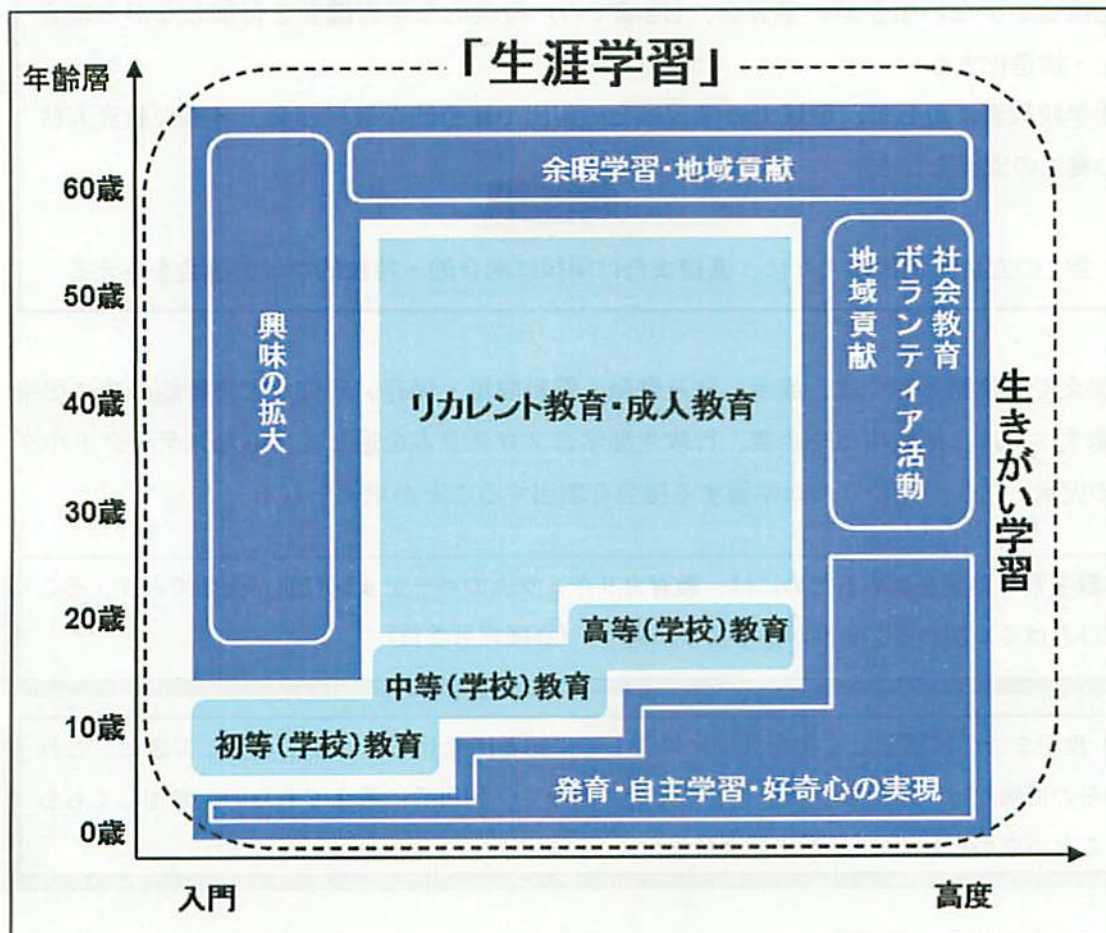 「生涯学習」
年齢層
60歳
50歳
40歳
30歳
20歳
10歳
0歳
余暇学習・地域貢献
興味の拡大
リカレント教育・成人教育
社会教育
ボランティア活動
地域貢献
生きがい学習
高等(学校)教育
中等(学校)教育
初等(学校)教育
発育・自主学習・好奇心の実現
入門
高度